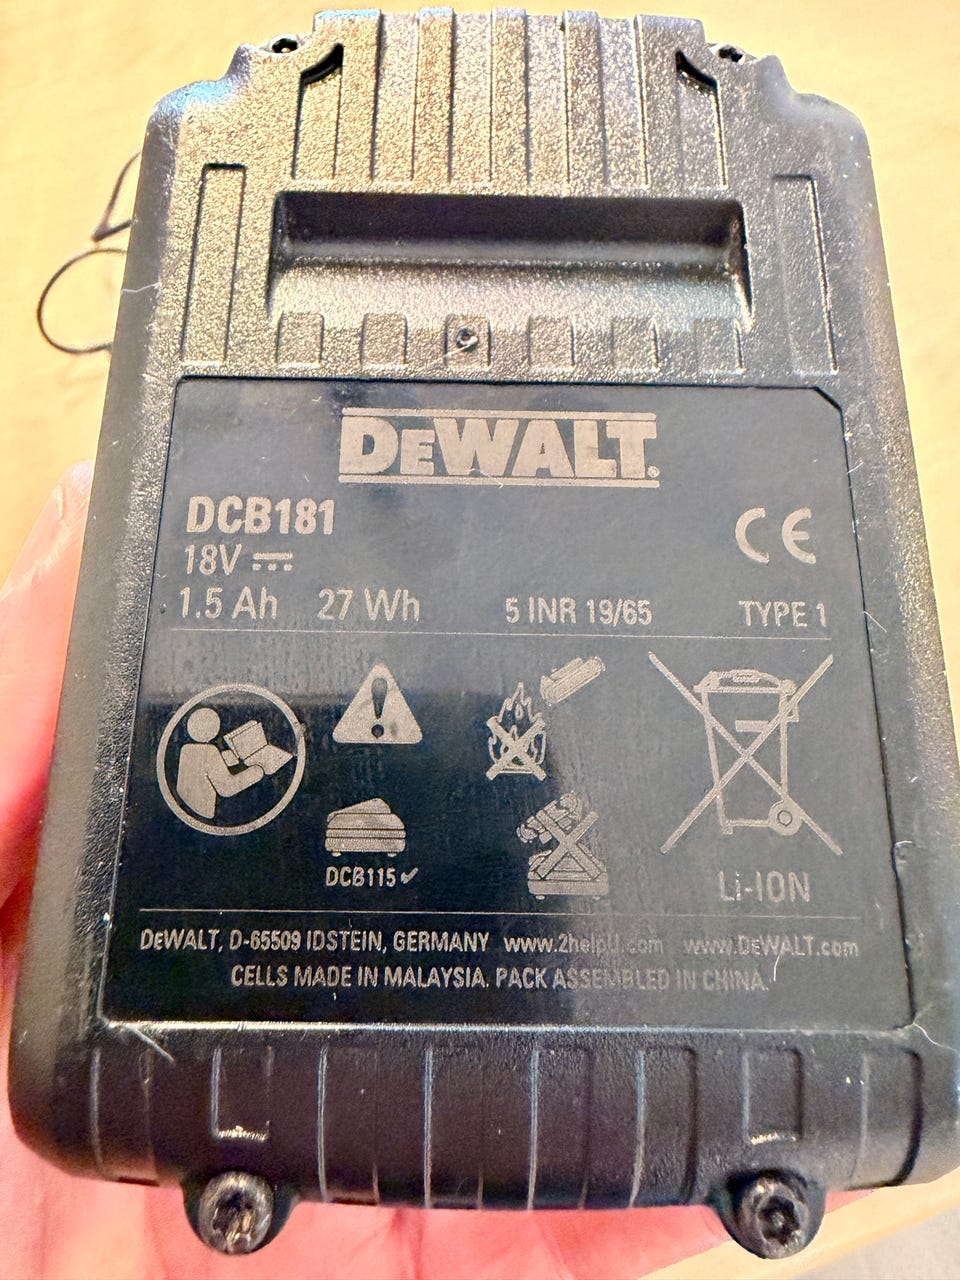 DEWALT.
DCB181
18V
1.5 Ah 27 Wh 5 INR 19/65 TYPE 1
CE
DCB115 ✓
Li-ION
DEWALT, D-65509 IDSTEIN, GERMANY www.2helpU.com www.DEWALT.com
CELLS MADE IN MALAYSIA. PACK ASSEMBLED IN CHINA.